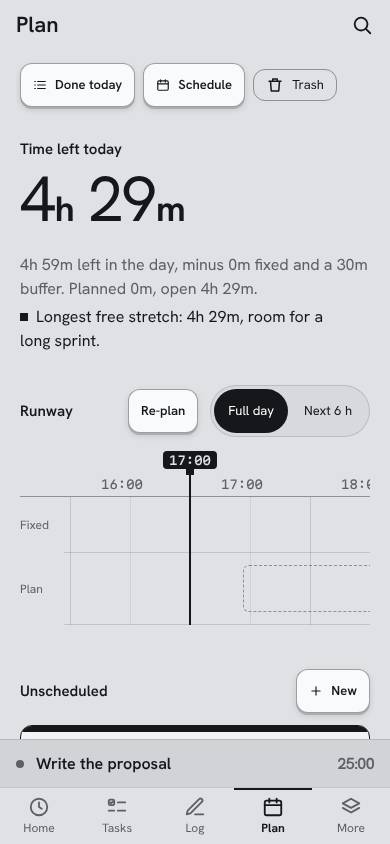 Plan
Done today
Schedule
Trash
Time left today
4h 29m
4h 59m left in the day, minus 0m fixed and a 30m
buffer. Planned 0m, open 4h 29m.
Longest free stretch: 4h 29m, room for a
long sprint.
Runway
Re-plan
Full day
Next 6 h
17:00
16:00
17:00
18:0
Fixed
Plan
Unscheduled
+ New
Write the proposal
25:00
Home
Tasks
Log
Plan
More